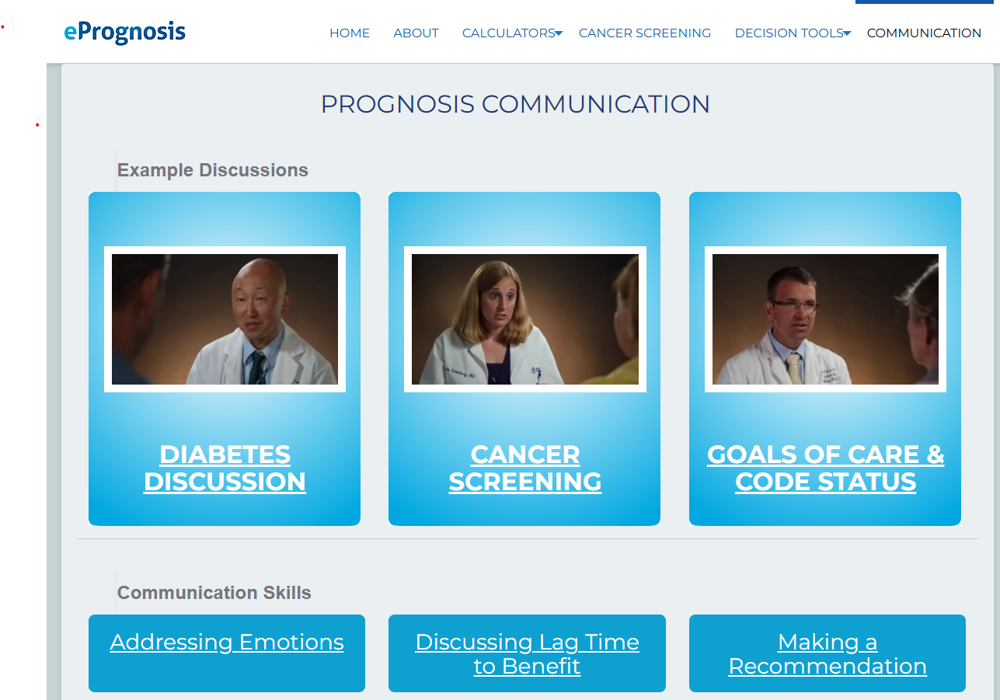 ePrognosis
HOME ABOUT CALCULATORS CANCER SCREENING DECISION TOOLS COMMUNICATION
PROGNOSIS COMMUNICATION
Example Discussions
DIABETES
DISCUSSION
CANCER
SCREENING
GOALS OF CARE &
CODE STATUS
Communication Skills
Addressing Emotions
Discussing Lag Time
to Benefit
Making a
Recommendation